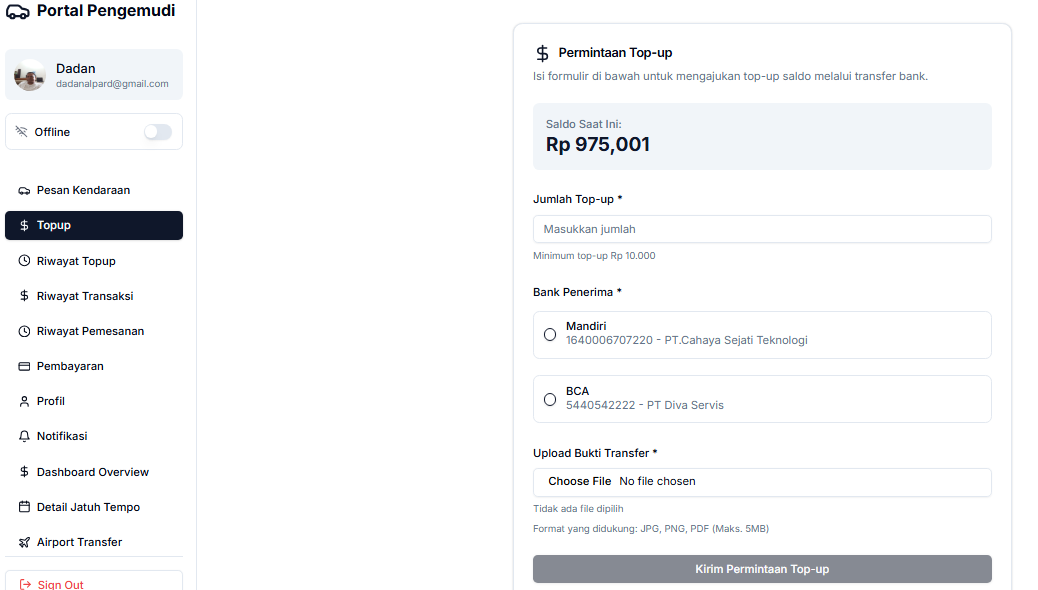 Portal Pengemudi
Dadan
dadanalpard@gmail.com
Offline
Pesan Kendaraan
Topup
Riwayat Topup
Riwayat Transaksi
Riwayat Pemesanan
Pembayaran
Profil
Notifikasi
Dashboard Overview
Detail Jatuh Tempo
Airport Transfer
Sign Out
Permintaan Top-up
Isi formulir di bawah untuk mengajukan top-up saldo melalui transfer bank.
Saldo Saat Ini:
Rp 975,001
Jumlah Top-up *
Masukkan jumlah
Minimum top-up Rp 10.000
Bank Penerima *
Mandiri
1640006707220 - PT.Cahaya Sejati Teknologi
BCA
5440542222 - PT Diva Servis
Upload Bukti Transfer *
Choose File No file chosen
Tidak ada file dipilih
Format yang didukung: JPG, PNG, PDF (Maks. 5MB)
Kirim Permintaan Top-up